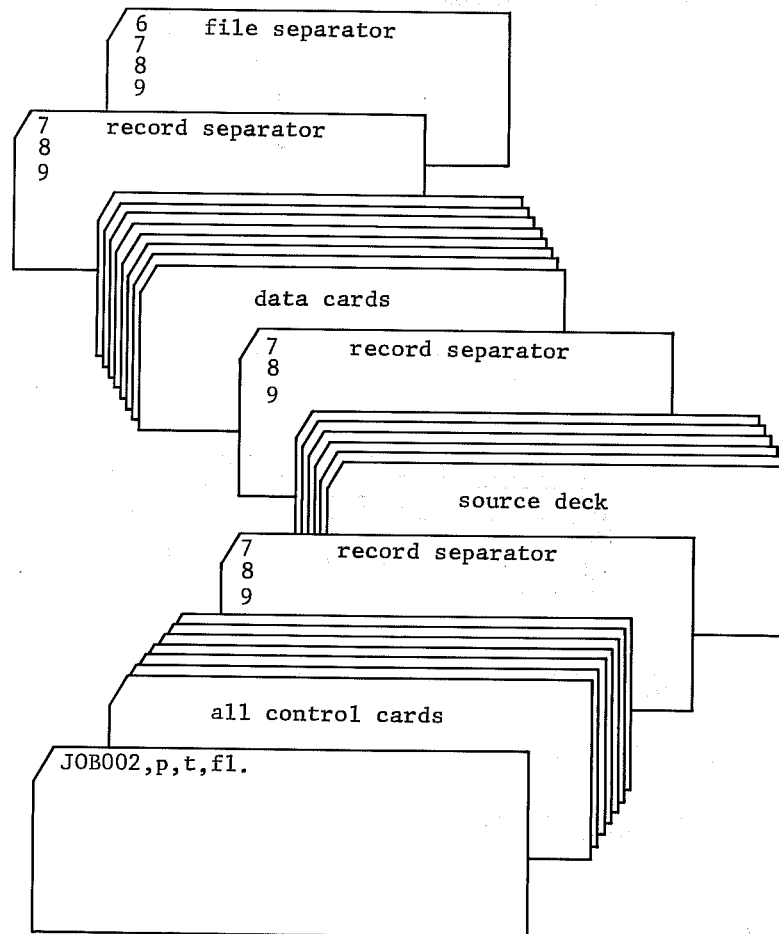 6 file separator
7
8
9
7 record separator
8
9
data cards
7 record separator
8
9
source deck
7 record separator
8
9
all control cards
JOB002,p,t,fl.